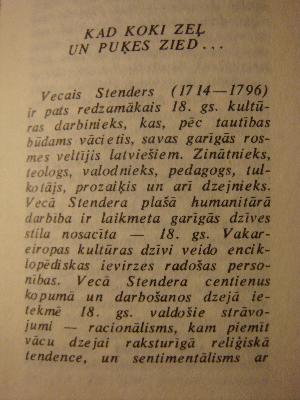 KAD KOKI ZEĻ
UN PUĶES ZIED...
Vecais Stenders (1714—1796)
ir pats redzamākais 18. gs. kultū-
ras darbinieks, kas, pēc tautības
būdams vācietis, savas garīgās ros-
mes veltījis latviešiem. Zinātnieks,
teologs, valodnieks, pedagogs, tul-
kotājs, prozaiķis un arī dzejnieks.
Vecā Stendera plašā humanitārā
darbība ir laikmeta garīgās dzīves
stila nosacīta — 18. gs. Vakar-
eiropas kultūras dzīvi veido encik-
lopēdiskas ievirzes radošas perso-
nības. Vecā Stendera centienus
kopumā un darbošanos dzejā ie-
tekmē 18. gs. valdošie strāvo-
jumi — racionālisms, kam piemīt
vācu dzejai raksturīgā reliģiskā
tendence, un sentimentālisms ar